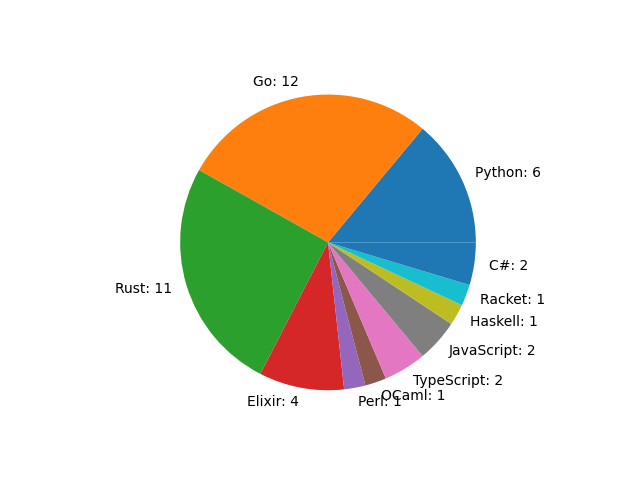 Go: 12
Python: 6
C#: 2
Rust: 11
Racket: 1
Haskell: 1
JavaScript: 2
TypeScript: 2
OCaml: 1
Perl: 1
Elixir: 4